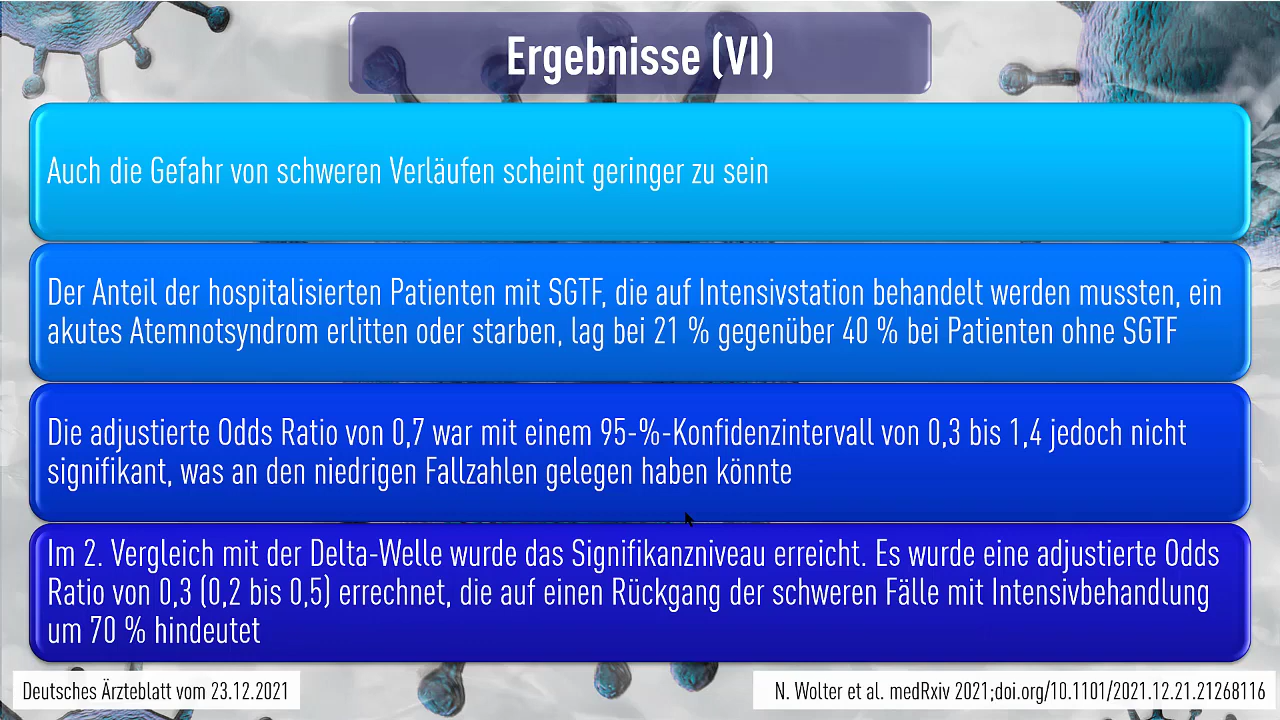 Ergebnisse (VI)
Auch die Gefahr von schweren Verläufen scheint geringer zu sein
Der Anteil der hospitalisierten Patienten mit SGTF, die auf Intensivstation behandelt werden mussten, ein
akutes Atemnotsyndrom erlitten oder starben, lag bei 21 % gegenüber 40 % bei Patienten ohne SGTF
Die adjustierte Odds Ratio von 0,7 war mit einem 95-%-Konfidenzintervall von 0,3 bis 1,4 jedoch nicht
signifikant, was an den niedrigen Fallzahlen gelegen haben könnte
Im 2. Vergleich mit der Delta-Welle wurde das Signifikanzniveau erreicht. Es wurde eine adjustierte Odds
Ratio von 0,3 (0,2 bis 0,5) errechnet, die auf einen Rückgang der schweren Fälle mit Intensivbehandlung
um 70 % hindeutet
Deutsches Ärzteblatt vom 23.12.2021
N. Wolter et al. medRxiv 2021;doi.org/10.1101/2021.12.21.21268116